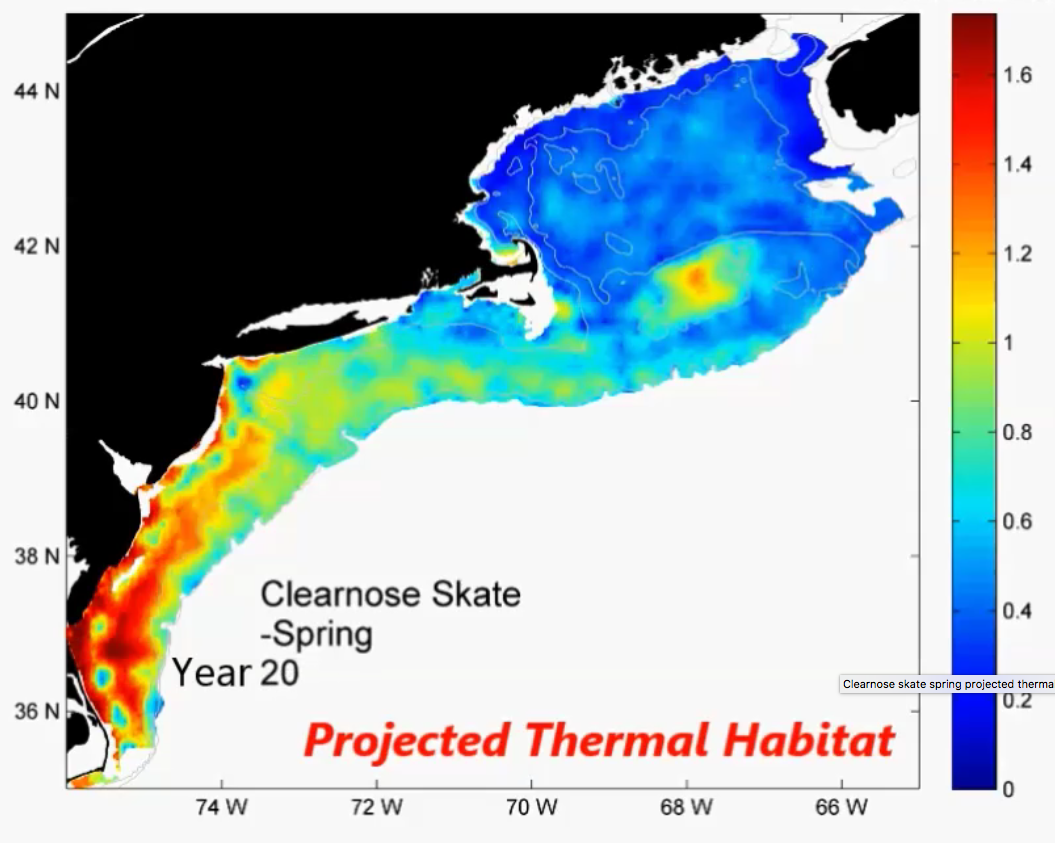 44 N
42 N
40 N
38 N
36 N
74 W
72 W
70 W
68 W
66 W
1.6
1.4
1.2
1
0.8
0.6
0.4
0.2
0
Clearnose Skate
-Spring
Year 20
Projected Thermal Habitat
Clearnose skate spring projected therma